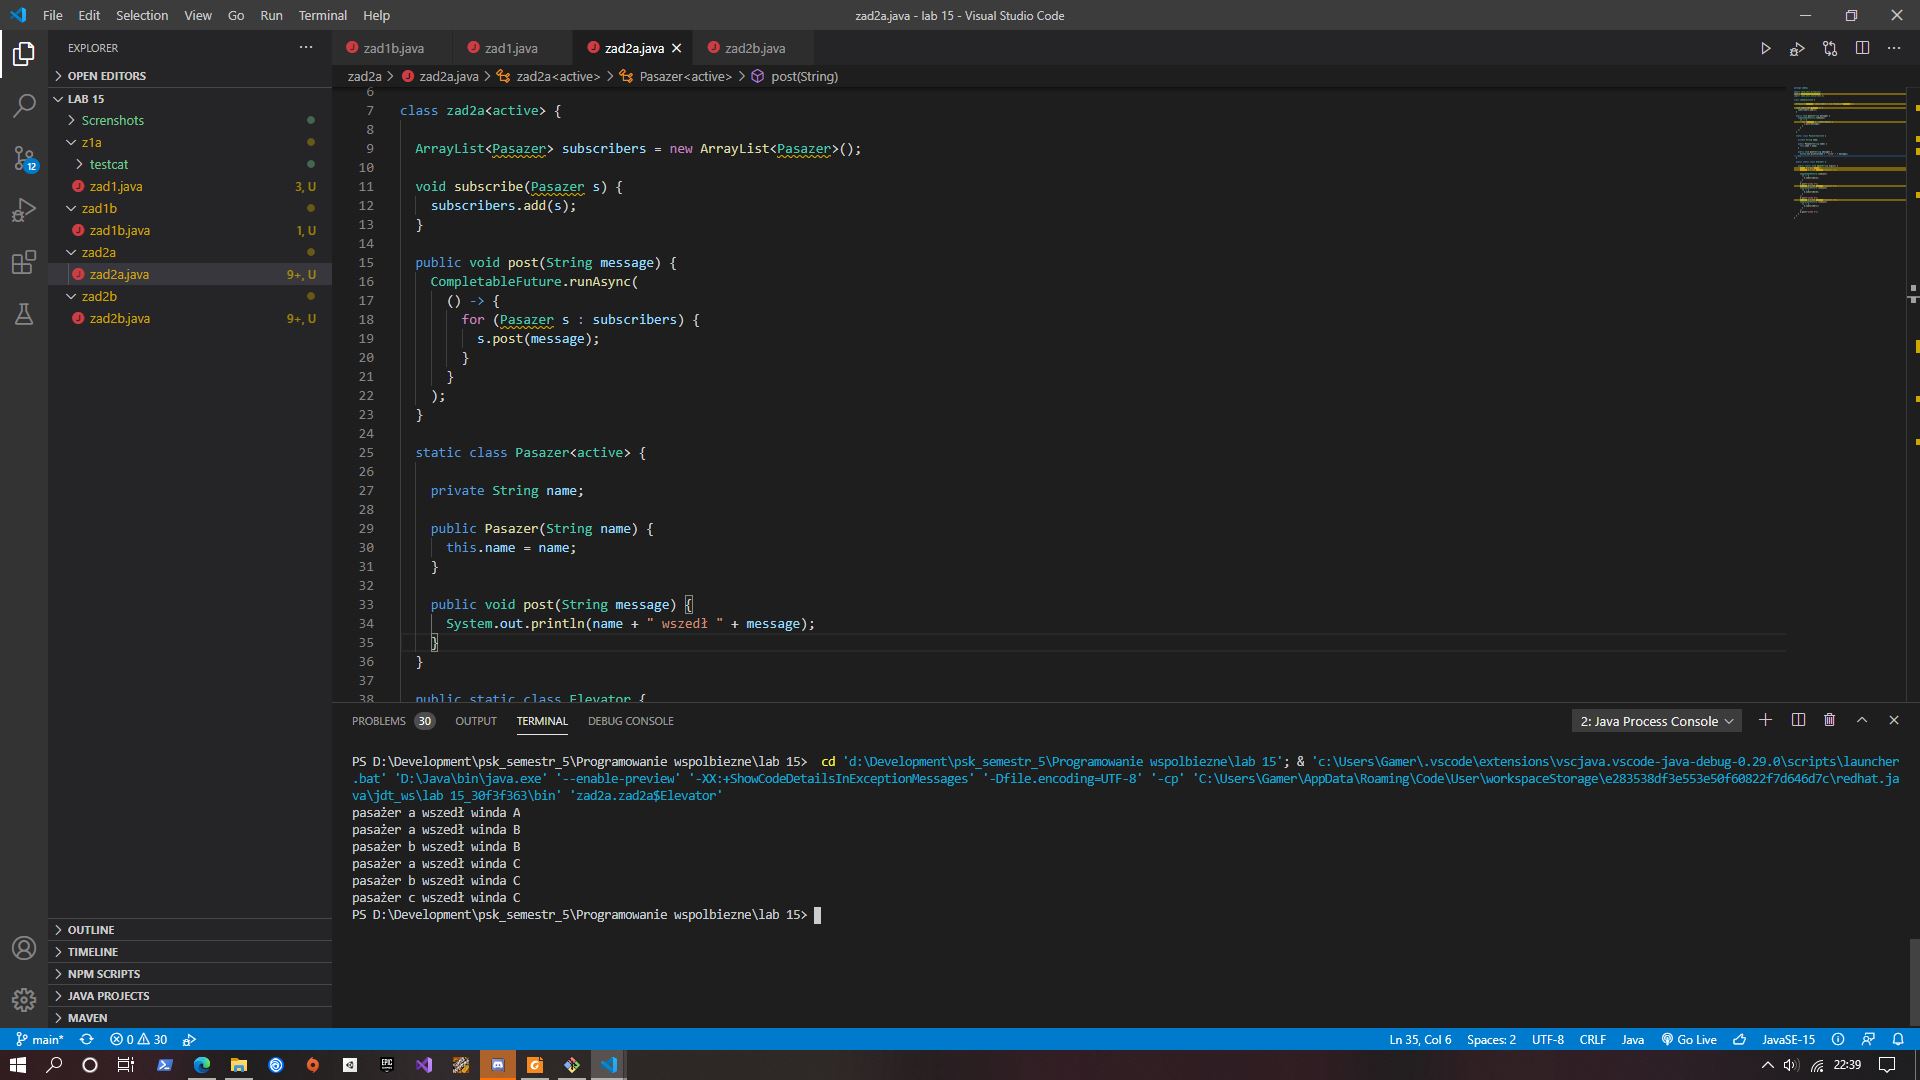 File Edit Selection View Go Run Terminal Help
zad2a.java - lab 15 - Visual Studio Code
EXPLORER
OPEN EDITORS
LAB 15
Screnshots
z1a
testcat
zad1.java 3, U
zad1b
zad1b.java 1, U
zad2a
zad2a.java 9+, U
zad2b
zad2b.java 9+, U
OUTLINE
TIMELINE
NPM SCRIPTS
JAVA PROJECTS
MAVEN
12
zad1b.java zad1.java zad2a.java zad2b.java
zad2a > zad2a.java > zad2a<active> > Pasazer<active> > post(String)
6
7 class zad2a<active> {
8
9 ArrayList<Pasazer> subscribers = new ArrayList<Pasazer>();
10
11 void subscribe(Pasazer s) {
12 subscribers.add(s);
13 }
14
15 public void post(String message) {
16 CompletableFuture.runAsync(
17 () -> {
18 for (Pasazer s : subscribers) {
19 s.post(message);
20 }
21 }
22 );
23 }
24
25 static class Pasazer<active> {
26
27 private String name;
28
29 public Pasazer(String name) {
30 this.name = name;
31 }
32
33 public void post(String message) {
34 System.out.println(name + " wszedł " + message);
35 }
36 }
37
38 public static class Elevator {
PROBLEMS 30 OUTPUT TERMINAL DEBUG CONSOLE
2: Java Process Console
PS D:\Development\psk_semestr_5\Programowanie wspolbiezne\lab 15> cd 'd:\Development\psk_semestr_5\Programowanie wspolbiezne\lab 15'; & 'c:\Users\Gamer\.vscode\extensions\vscjava.vscode-java-debug-0.29.0\scripts\launcher
.bat' 'D:\Java\bin\java.exe' '--enable-preview' '-XX:+ShowCodeDetailsInExceptionMessages' '-Dfile.encoding=UTF-8' '-cp' 'C:\Users\Gamer\AppData\Roaming\Code\User\workspaceStorage\e283538df3e553e50f60822f7d646d7c\redhat.ja
va\jdt_ws\lab 15_30f3f363\bin' 'zad2a.zad2a$Elevator'
pasażer a wszedł winda A
pasażer a wszedł winda B
pasażer b wszedł winda B
pasażer a wszedł winda C
pasażer b wszedł winda C
pasażer c wszedł winda C
PS D:\Development\psk_semestr_5\Programowanie wspolbiezne\lab 15>
main* 0 30
Ln 35, Col 6 Spaces: 2 UTF-8 CRLF Java Go Live JavaSE-15
22:39